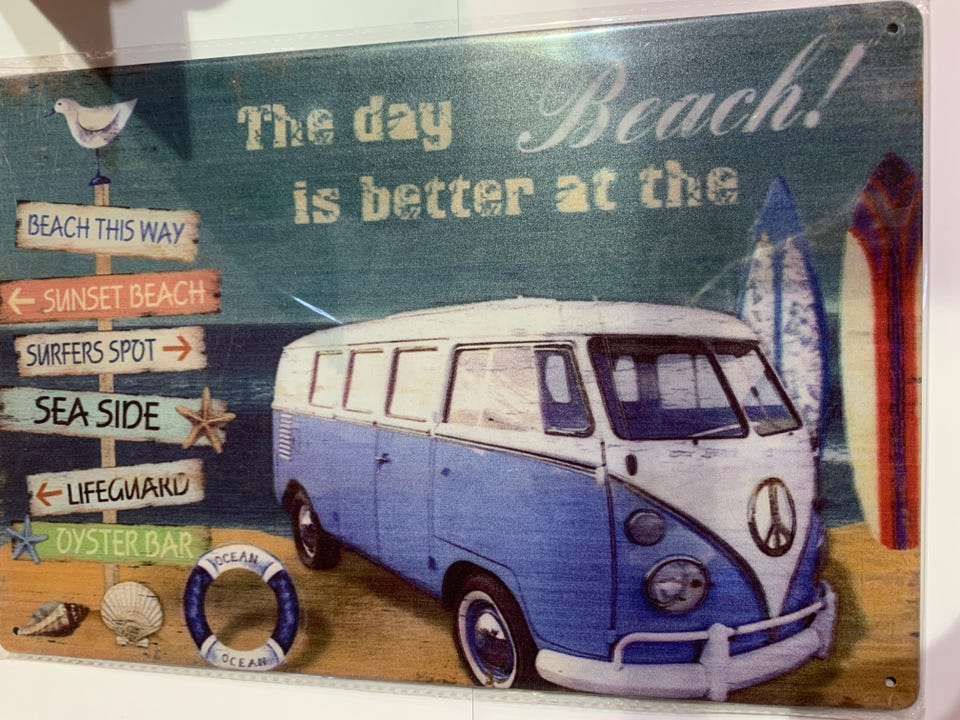 The day Beach!
is better at the
BEACH THIS WAY
← SUNSET BEACH
SURFERS SPOT →
SEA SIDE
← LIFEGUARD
OYSTER BAR
OCEAN
OCEAN